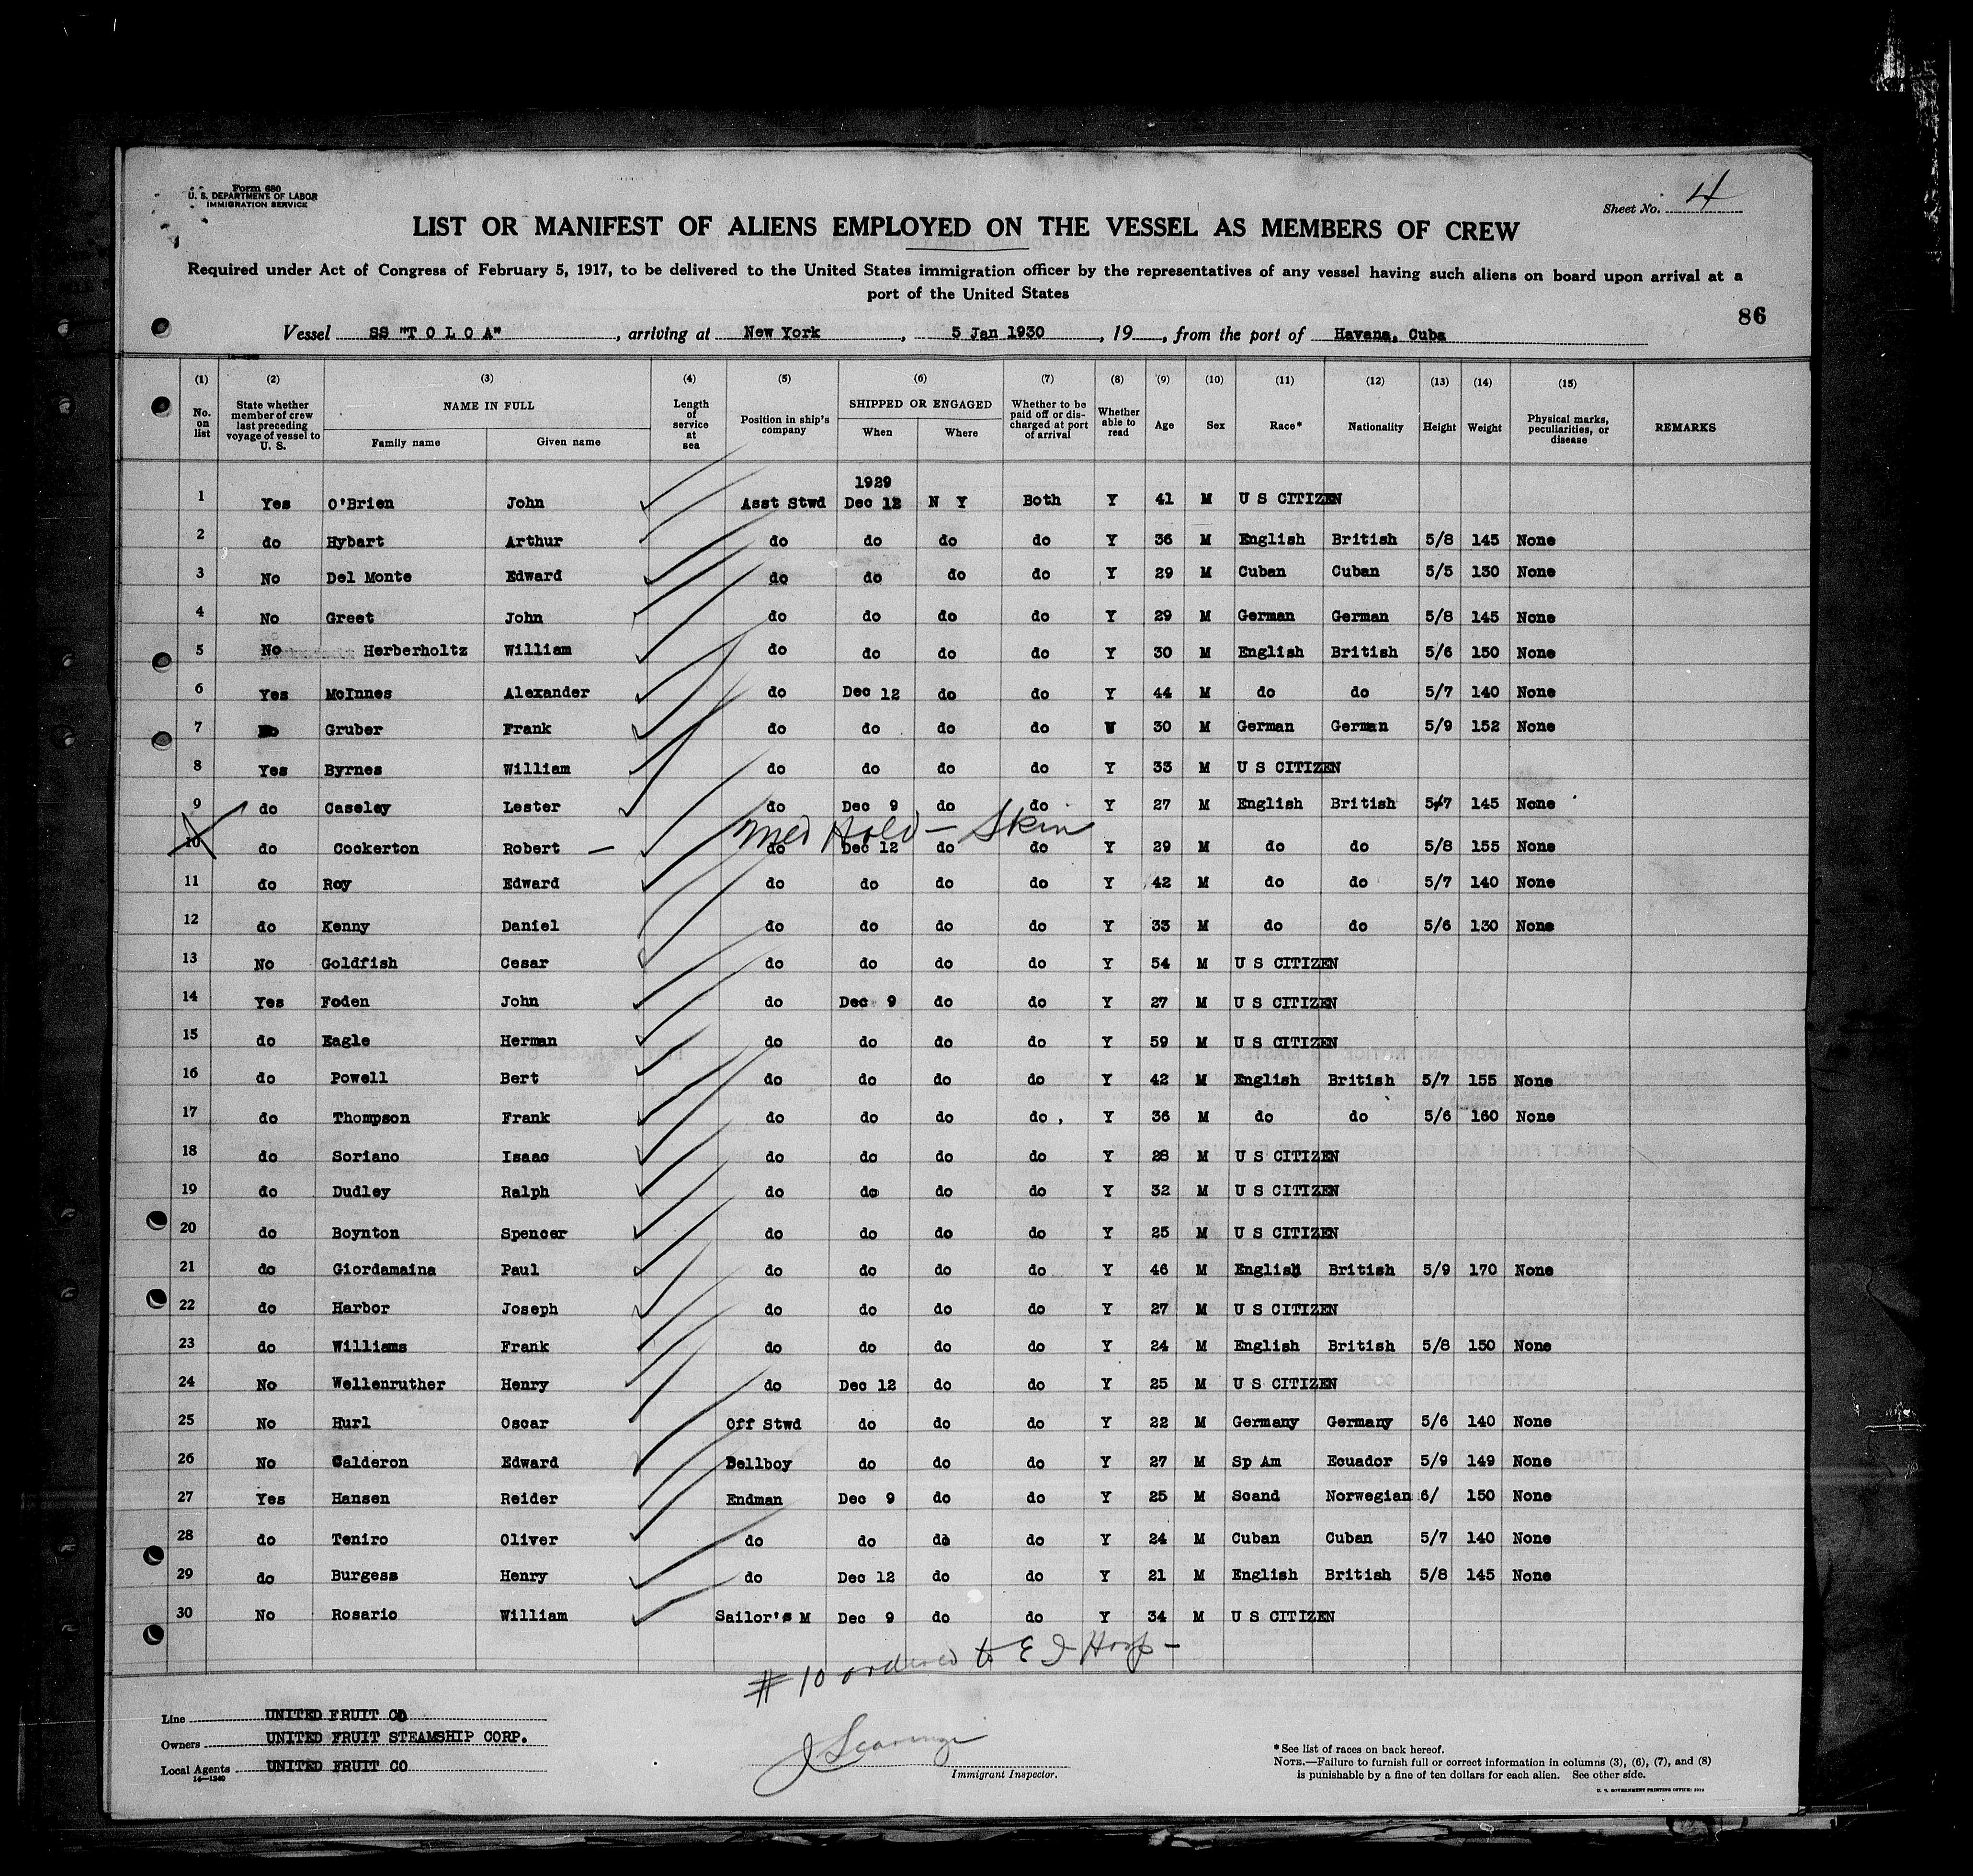 Form 680
U. S. DEPARTMENT OF LABOR
IMMIGRATION SERVICE
Sheet No. 4
LIST OR MANIFEST OF ALIENS EMPLOYED ON THE VESSEL AS MEMBERS OF CREW
Required under Act of Congress of February 5, 1917, to be delivered to the United States immigration officer by the representatives of any vessel having such aliens on board upon arrival at a
port of the United States
86
Vessel SS "T O L O A", arriving at New York, 5 Jan 1930, 19, from the port of Havana, Cuba
(1) (2) (3) (4) (5) (6) (7) (8) (9) (10) (11) (12) (13) (14) (15)
No. on list State whether member of crew last preceding voyage of vessel to U. S. NAME IN FULL Family name Given name Length of service at sea Position in ship's company SHIPPED OR ENGAGED When Where Whether to be paid off or discharged at port of arrival Whether able to read Age Sex Race* Nationality Height Weight Physical marks, peculiarities, or disease REMARKS
1929
1 Yes O'Brien John Asst Stwd Dec 12 N Y Both Y 41 M U S CITIZEN
2 do Hybart Arthur do do do do Y 36 M English British 5/8 145 None
3 No Del Monte Edward do do do do Y 29 M Cuban Cuban 5/5 130 None
4 No Greet John do do do do Y 29 M German German 5/8 145 None
5 No Herberholtz William do do do do Y 30 M English British 5/6 150 None
6 Yes McInnes Alexander do Dec 12 do do Y 44 M do do 5/7 140 None
7 Gruber Frank do do do do 30 M German German 5/9 152 None
8 Yes Byrnes William do do do do Y 33 M U S CITIZEN
9 do Caseley Lester do Dec 9 do do Y 27 M English British 5/7 145 None
Med Hold - Skin
10 do Cockerton Robert - do Dec 12 do do Y 29 M do do 5/8 155 None
11 do Roy Edward do do do do Y 42 M do do 5/7 140 None
12 do Kenny Daniel do do do do Y 33 M do do 5/6 130 None
13 No Goldfish Cesar do do do do Y 54 M U S CITIZEN
14 Yes Foden John do Dec 9 do do Y 27 M U S CITIZEN
15 do Eagle Herman do do do do Y 59 M U S CITIZEN
16 do Powell Bert do do do do Y 42 M English British 5/7 155 None
17 do Thompson Frank do do do do Y 36 M do do 5/6 160 None
18 do Soriano Isaac do do do do Y 28 M U S CITIZEN
19 do Dudley Ralph do do do do Y 32 M U S CITIZEN
20 do Boynton Spencer do do do do Y 25 M U S CITIZEN
21 do Giordamaina Paul do do do do Y 46 M English British 5/9 170 None
22 do Harbor Joseph do do do do Y 27 M U S CITIZEN
23 do Williams Frank do do do do Y 24 M English British 5/8 150 None
24 No Wellenruther Henry do Dec 12 do do Y 25 M U S CITIZEN
25 No Hurl Oscar Off Stwd do do do Y 22 M Germany Germany 5/6 140 None
26 No Calderon Edward Bellboy do do do Y 27 M Sp Am Ecuador 5/9 149 None
27 Yes Hansen Reider Endman Dec 9 do do Y 25 M Scand Norwegian 6/ 150 None
28 do Teniro Oliver do do do do Y 24 M Cuban Cuban 5/7 140 None
29 do Burgess Henry do Dec 12 do do Y 21 M English British 5/8 145 None
30 No Rosario William Sailor's M Dec 9 do do Y 34 M U S CITIZEN
# 10 ordered to E I Hosp -
Line UNITED FRUIT CO
Owners UNITED FRUIT STEAMSHIP CORP.
Local Agents UNITED FRUIT CO
14-1240
Immigrant Inspector.
*See list of races on back hereof.
NOTE.—Failure to furnish full or correct information in columns (3), (6), (7), and (8)
is punishable by a fine of ten dollars for each alien. See other side.